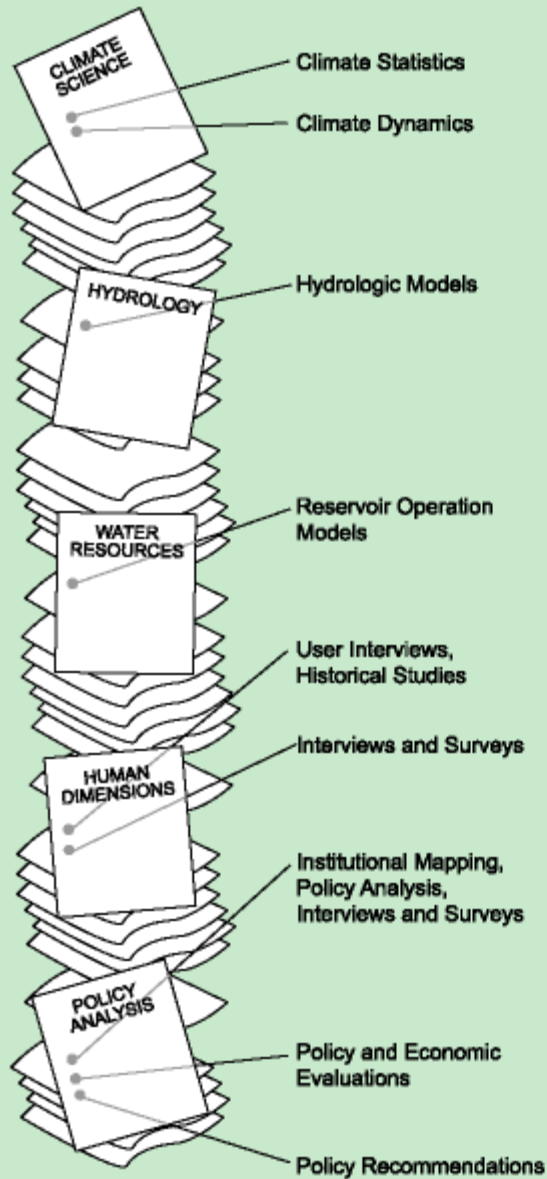 CLIMATE
SCIENCE
Climate Statistics
Climate Dynamics
HYDROLOGY
Hydrologic Models
WATER
RESOURCES
Reservoir Operation
Models
HUMAN
DIMENSIONS
User Interviews,
Historical Studies
Interviews and Surveys
POLICY
ANALYSIS
Institutional Mapping,
Policy Analysis,
Interviews and Surveys
Policy and Economic
Evaluations
Policy Recommendations